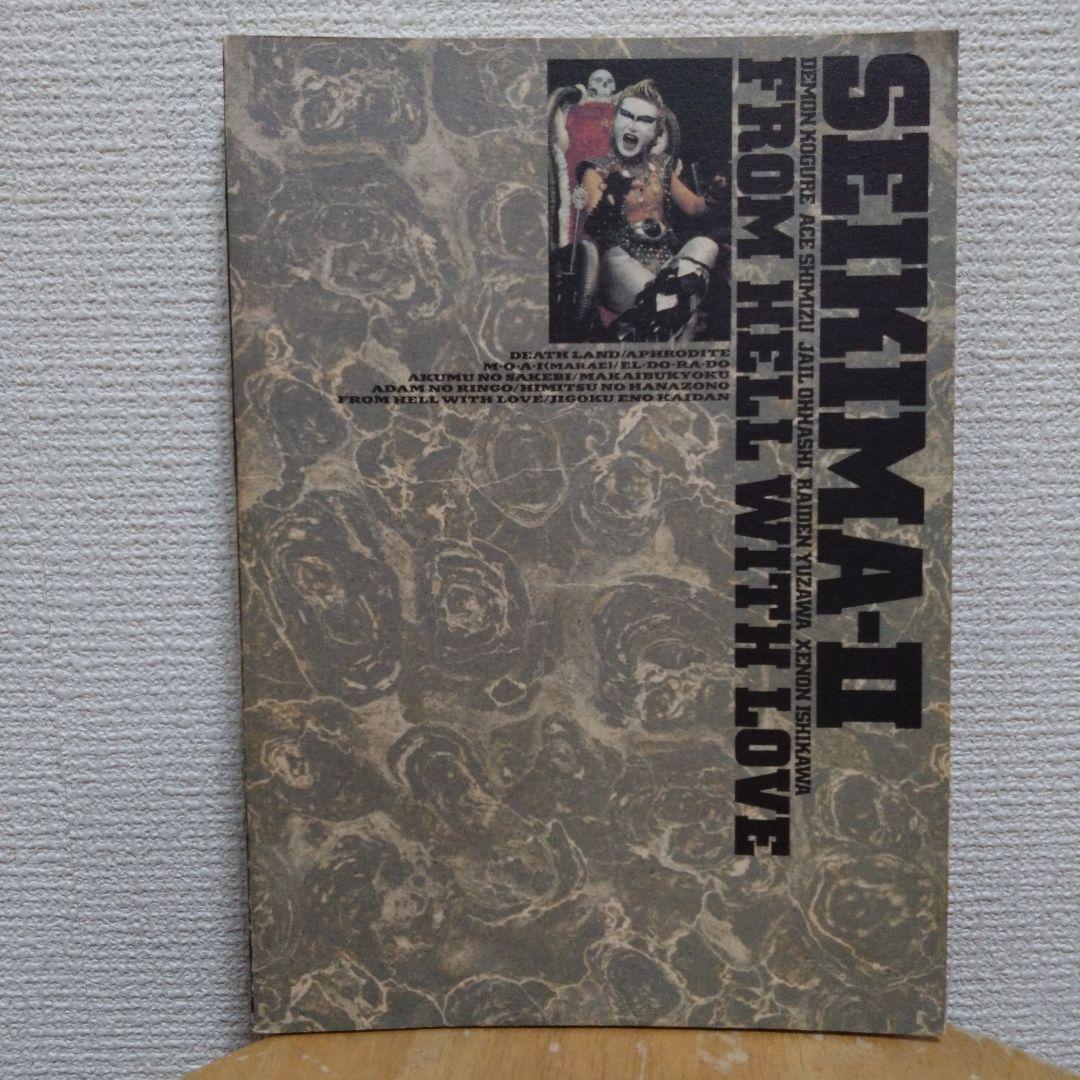 SEIKIMA-II
DEMON KOGURE ACE SHIMIZU JAIL OHHASHI RAIDEN YUZAWA XENON ISHIKAWA
FROM HELL WITH LOVE
DEATH LAND/APHRODITE
M·O·A·I(MARAE)/EL·DO·RA·DO
AKUMU NO SAKEBI/MAKAIBUKYOKU
ADAM NO RINGO/HIMITSU NO HANAZONO
FROM HELL WITH LOVE/JIGOKU ENO KAIDAN